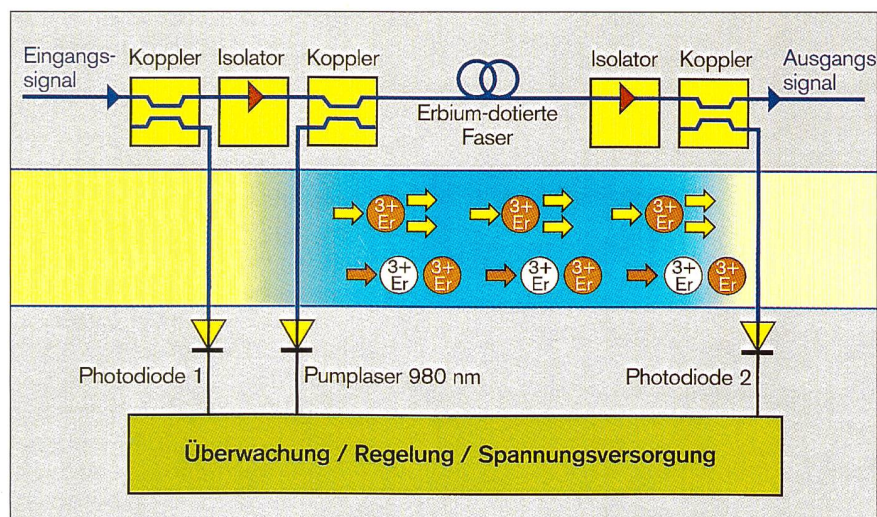 Eingangs-
signal
Koppler
Isolator
Koppler
Erbium-dotierte
Faser
Isolator
Koppler
Ausgangs
signal
3+
Er
3+
Er
3+
Er
3+
Er
3+
Er
3+
Er
3+
Er
3+
Er
3+
Er
Photodiode 1
Pumplaser 980 nm
Photodiode 2
Überwachung / Regelung / Spannungsversorgung